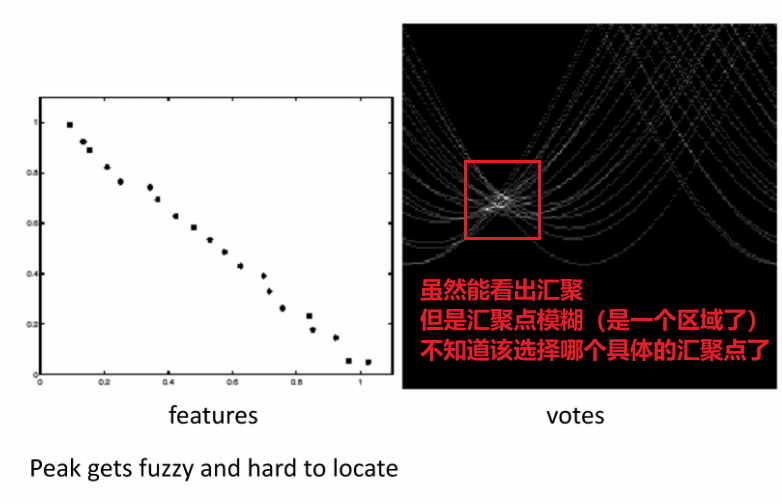 1
0.8
0.6
0.4
0.2
0
0 0.2 0.4 0.6 0.8 1
虽然能看出汇聚
但是汇聚点模糊（是一个区域了）
不知道该选择哪个具体的汇聚点了
features votes
Peak gets fuzzy and hard to locate